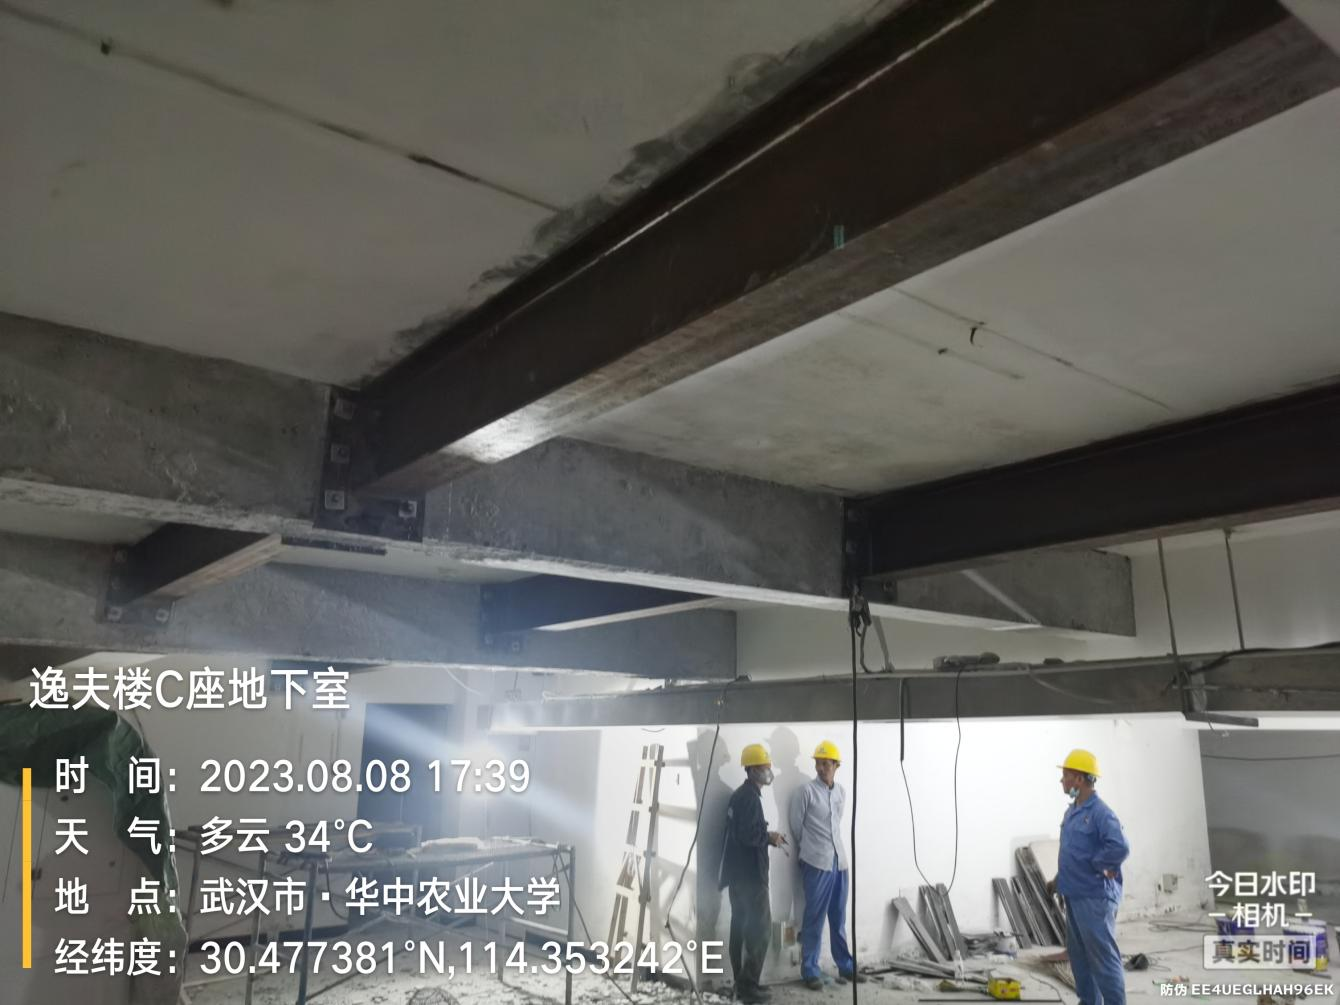 逸夫楼C座地下室
时 间：2023.08.08 17:39
天 气：多云 34℃
地 点：武汉市·华中农业大学
经纬度：30.477381°N,114.353242°E
今日水印
相机
真实时间
防伪 EE4UEGLHAH96EK